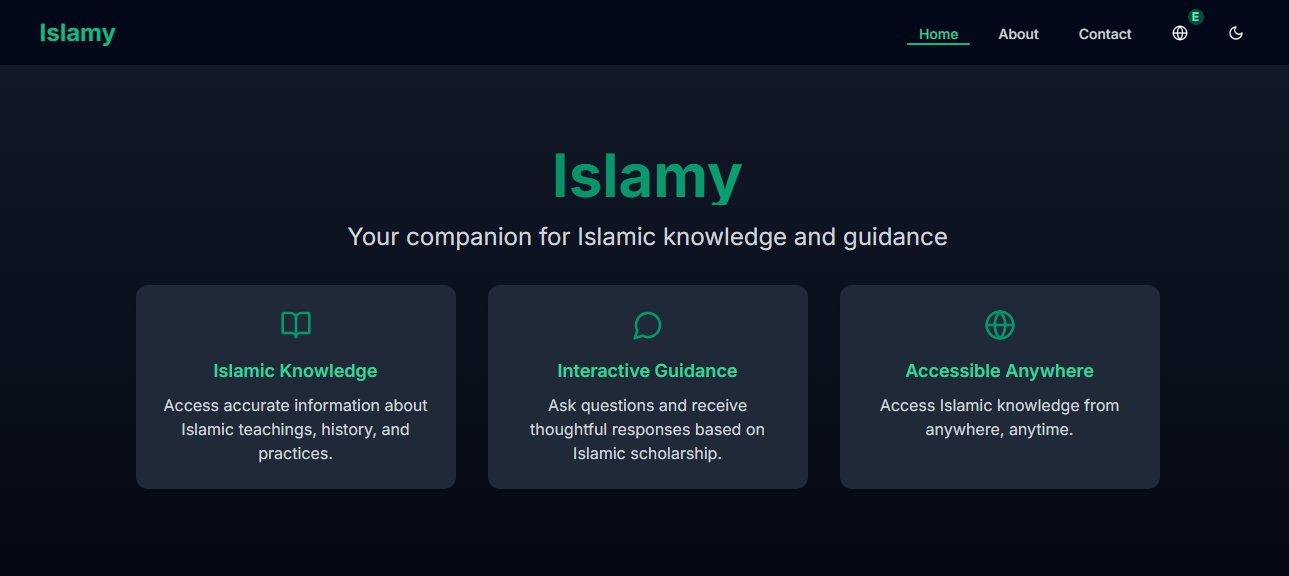 Islamy
Home About Contact E
Islamy
Your companion for Islamic knowledge and guidance
Islamic Knowledge
Access accurate information about
Islamic teachings, history, and
practices.
Interactive Guidance
Ask questions and receive
thoughtful responses based on
Islamic scholarship.
Accessible Anywhere
Access Islamic knowledge from
anywhere, anytime.